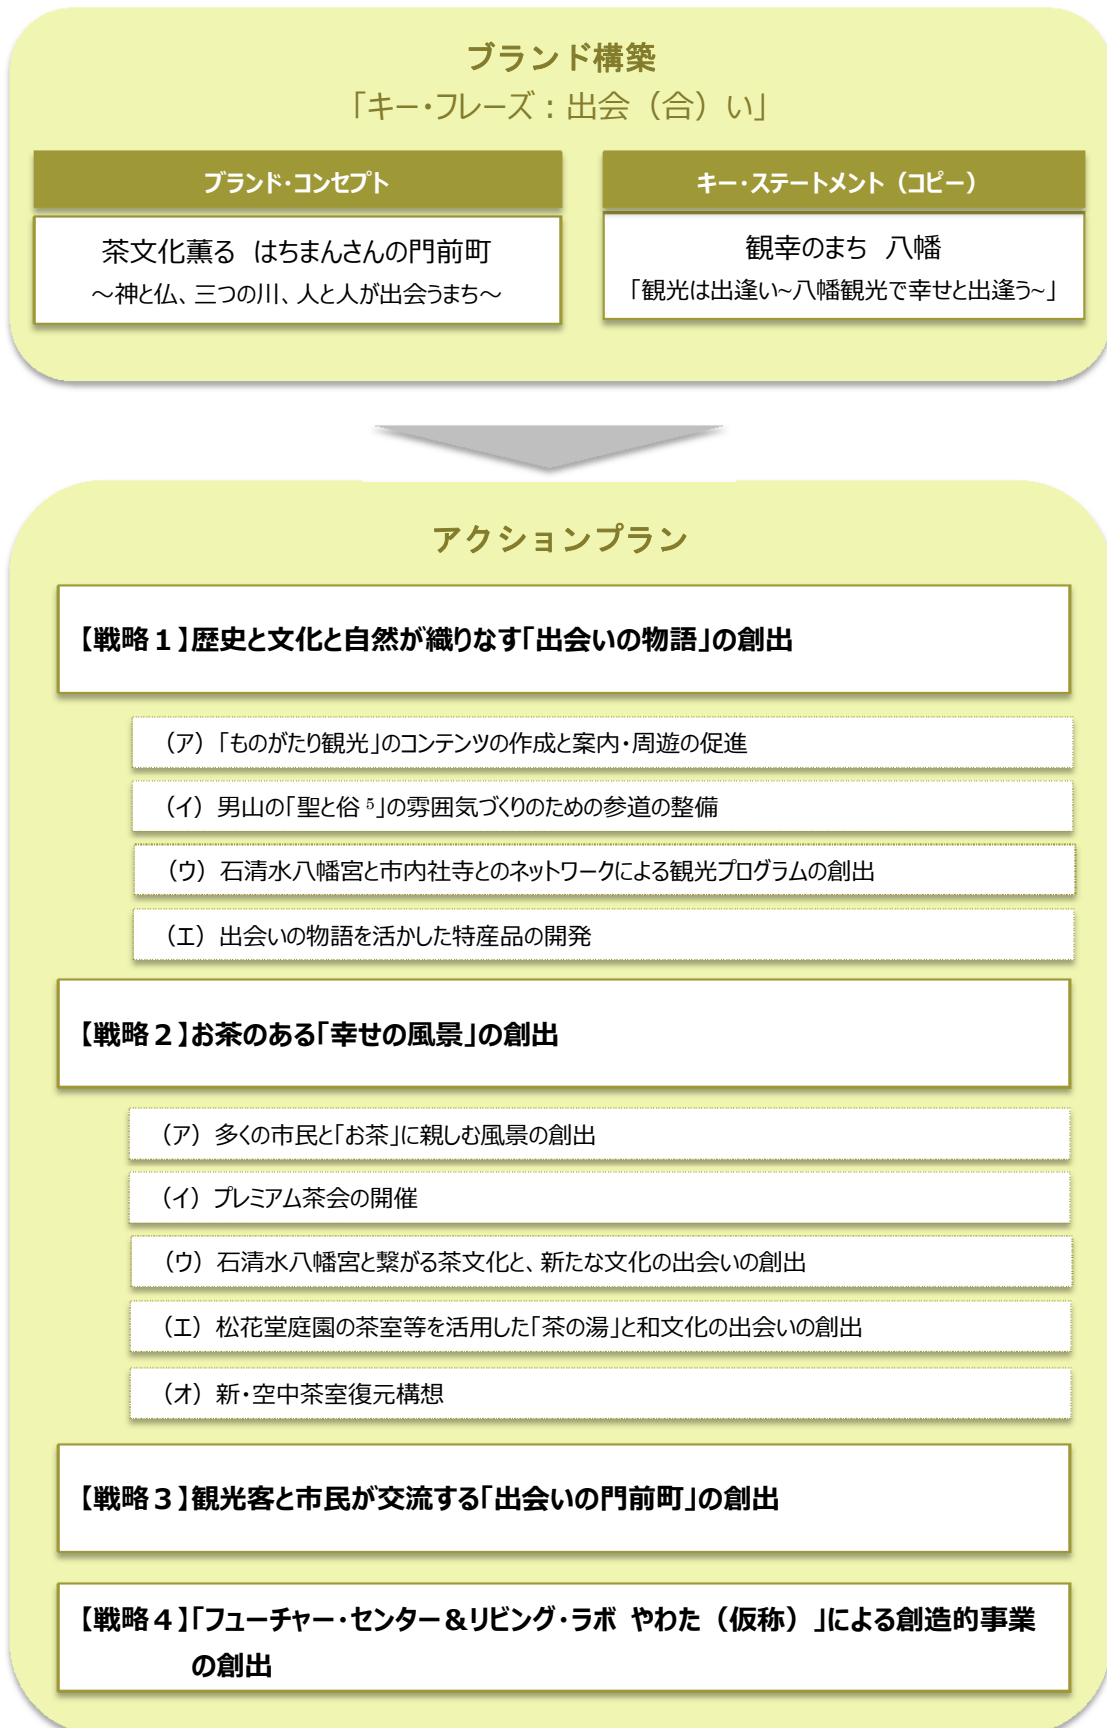 ブランド構築
「キー・フレーズ：出会（合）い」
ブランド・コンセプト
茶文化薫る はちまんさんの門前町
～神と仏、三つの川、人と人が出会うまち～
キー・ステートメント（コピー）
観幸のまち 八幡
「観光は出逢い~八幡観光で幸せと出逢う~」
アクションプラン
【戦略１】歴史と文化と自然が織りなす「出会いの物語」の創出
（ア）「ものがたり観光」のコンテンツの作成と案内・周遊の促進
（イ）男山の「聖と俗⁵」の雰囲気づくりのための参道の整備
（ウ）石清水八幡宮と市内社寺とのネットワークによる観光プログラムの創出
（エ）出会いの物語を活かした特産品の開発
【戦略２】お茶のある「幸せの風景」の創出
（ア）多くの市民と「お茶」に親しむ風景の創出
（イ）プレミアム茶会の開催
（ウ）石清水八幡宮と繋がる茶文化と、新たな文化の出会いの創出
（エ）松花堂庭園の茶室等を活用した「茶の湯」と和文化の出会いの創出
（オ）新・空中茶室復元構想
【戦略３】観光客と市民が交流する「出会いの門前町」の創出
【戦略４】「フューチャー・センター＆リビング・ラボ やわた（仮称）」による創造的事業
の創出